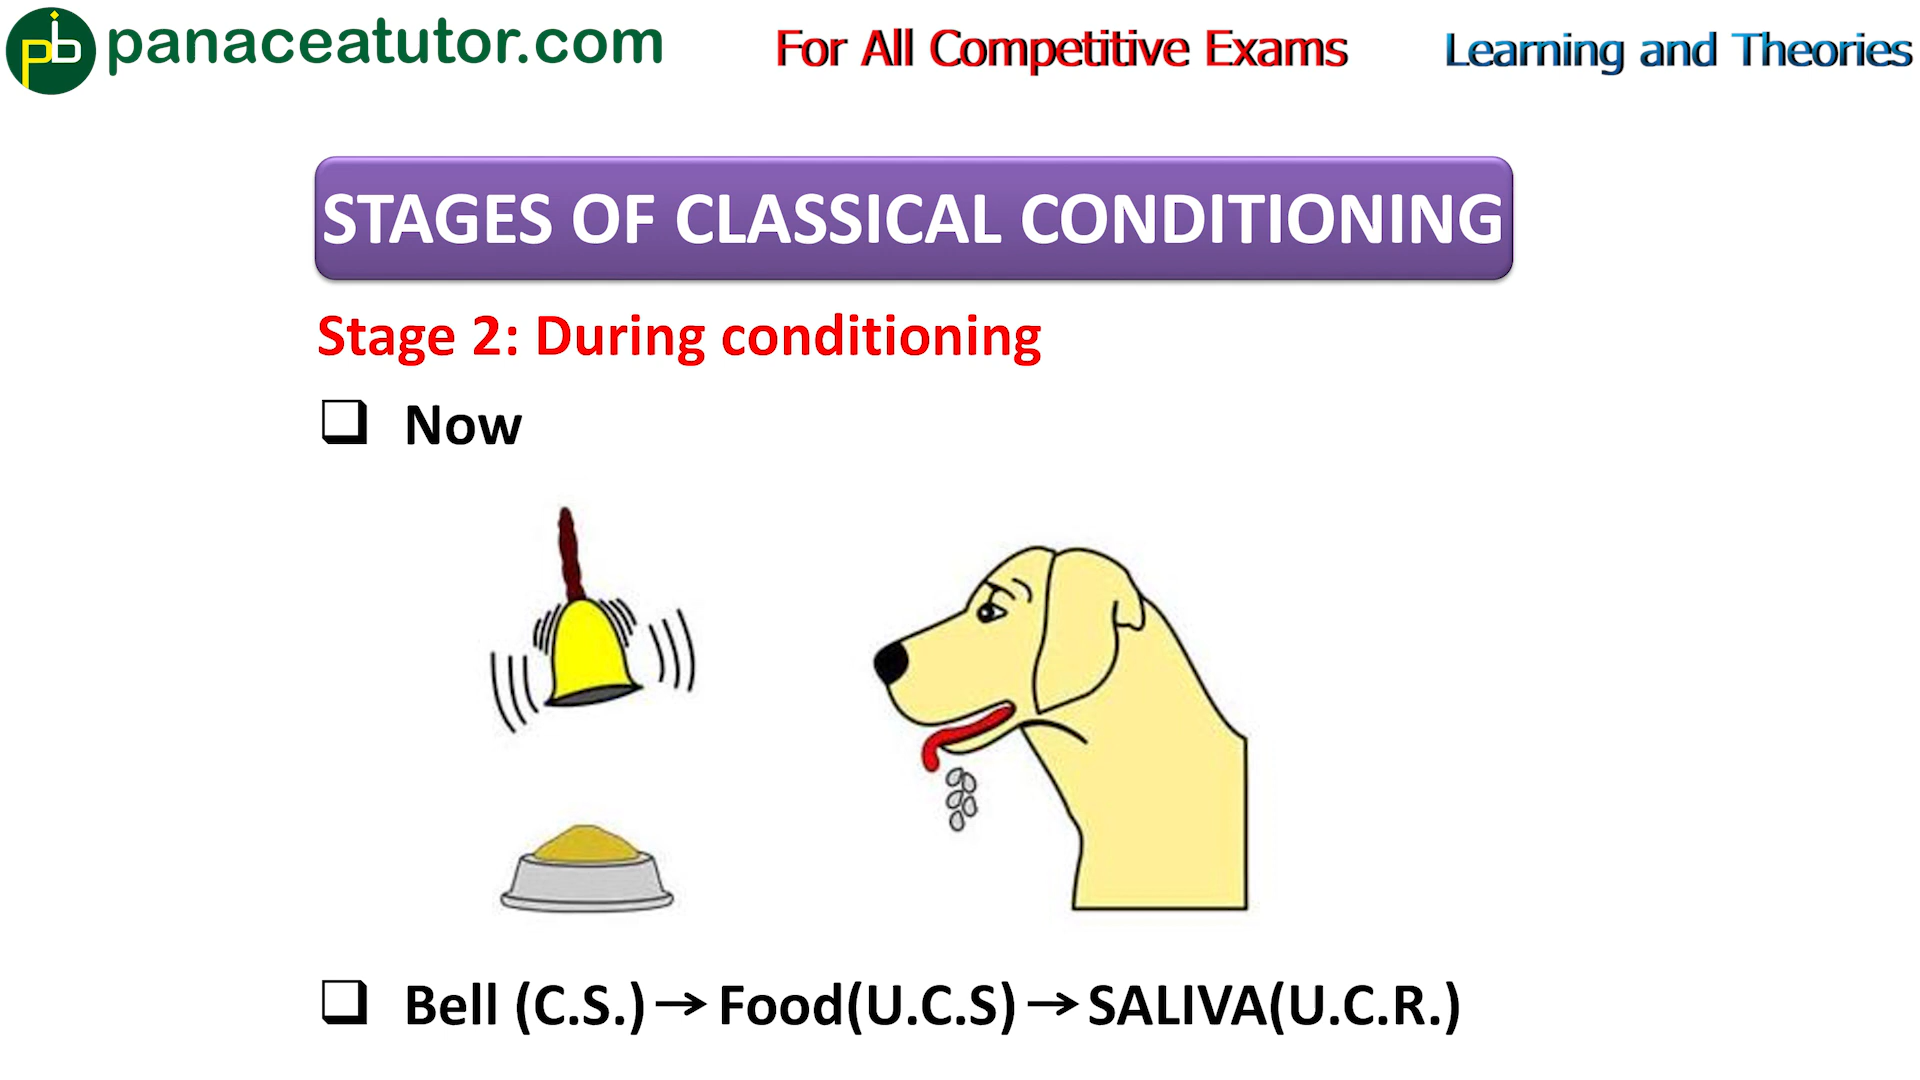 panaceatutor.com For All Competitive Exams Learning and Theories
STAGES OF CLASSICAL CONDITIONING
Stage 2: During conditioning
❑ Now
❑ Bell (C.S.)→Food(U.C.S)→SALIVA(U.C.R.)